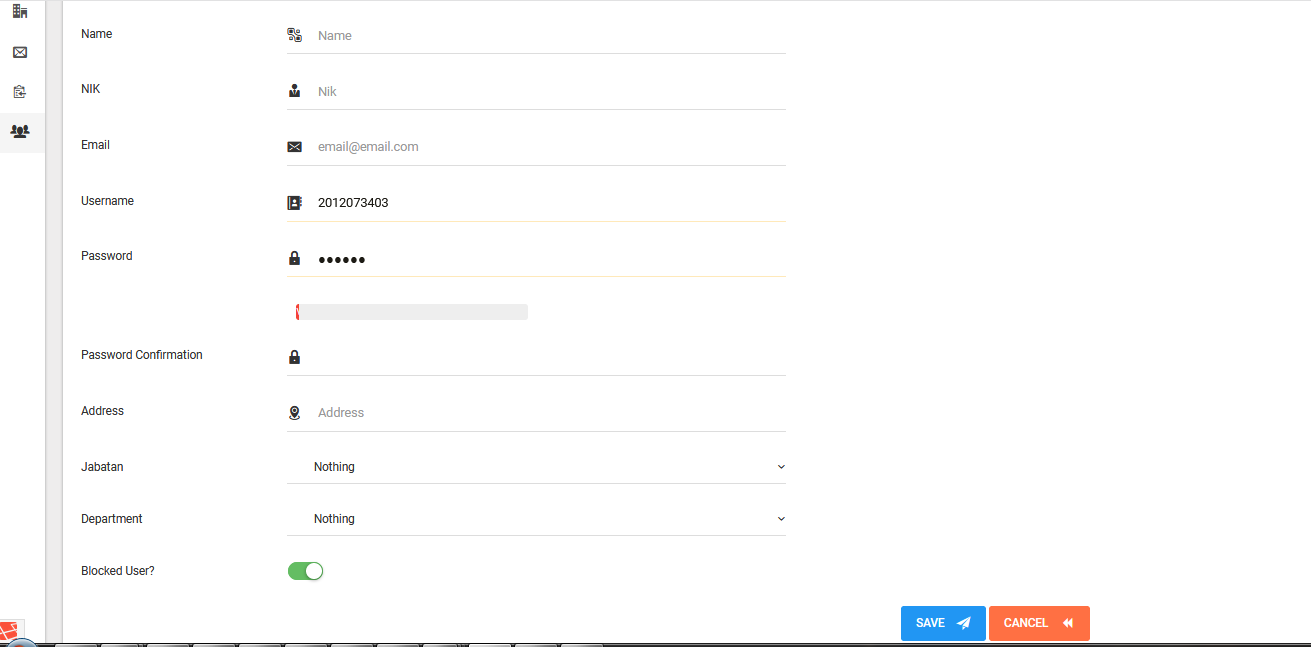 Name
Name
NIK
Nik
Email
email@email.com
Username
2012073403
Password
••••••
Password Confirmation
Address
Address
Jabatan
Nothing
Department
Nothing
Blocked User?
SAVE
CANCEL